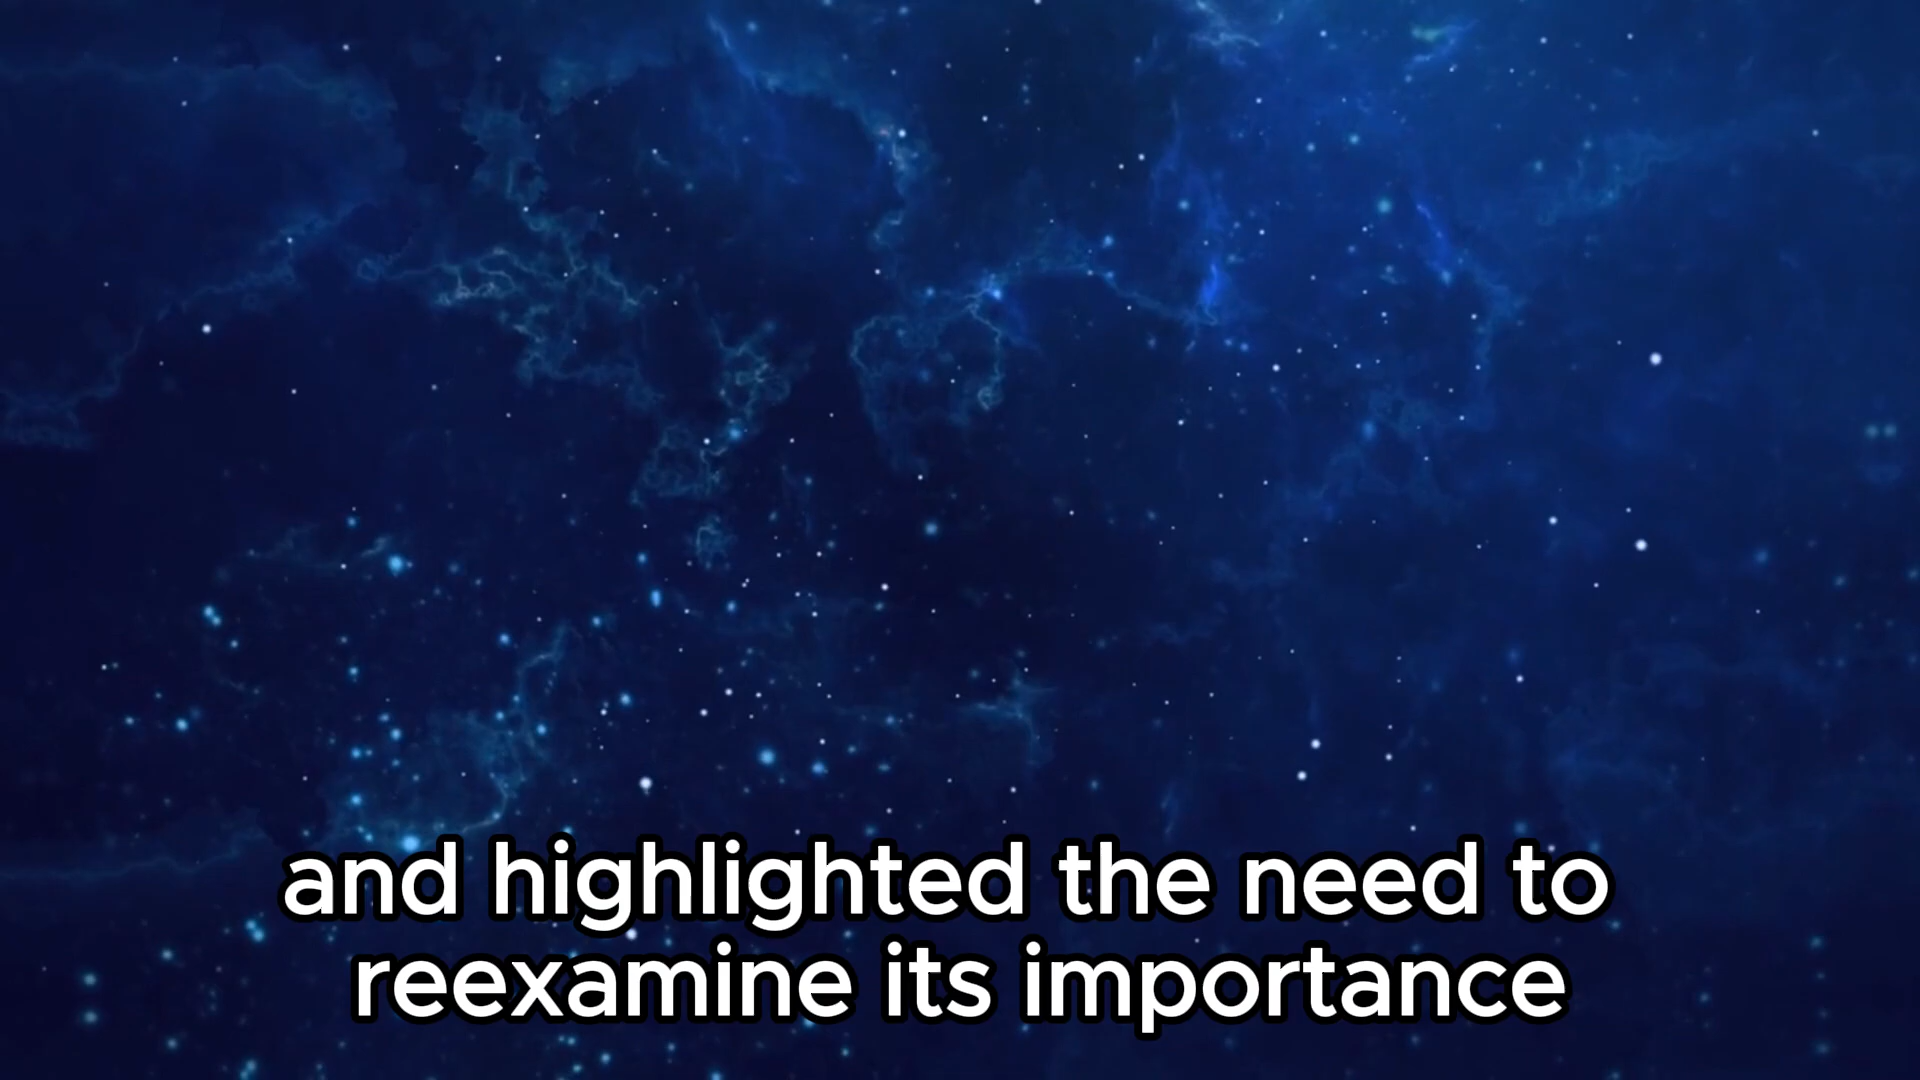 and highlighted the need to
reexamine its importance